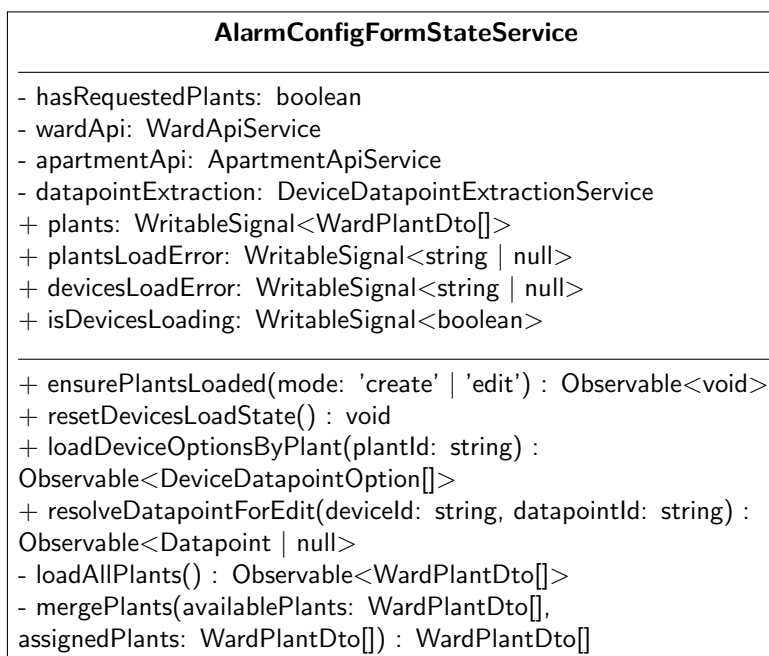 AlarmConfigFormStateService
- hasRequestedPlants: boolean
- wardApi: WardApiService
- apartmentApi: ApartmentApiService
- datapointExtraction: DeviceDatapointExtractionService
+ plants: WritableSignal<WardPlantDto[]>
+ plantsLoadError: WritableSignal<string | null>
+ devicesLoadError: WritableSignal<string | null>
+ isDevicesLoading: WritableSignal<boolean>
+ ensurePlantsLoaded(mode: 'create' | 'edit') : Observable<void>
+ resetDevicesLoadState() : void
+ loadDeviceOptionsByPlant(plantId: string) :
Observable<DeviceDatapointOption[]>
+ resolveDatapointForEdit(deviceId: string, datapointId: string) :
Observable<Datapoint | null>
- loadAllPlants() : Observable<WardPlantDto[]>
- mergePlants(availablePlants: WardPlantDto[],
assignedPlants: WardPlantDto[]) : WardPlantDto[]